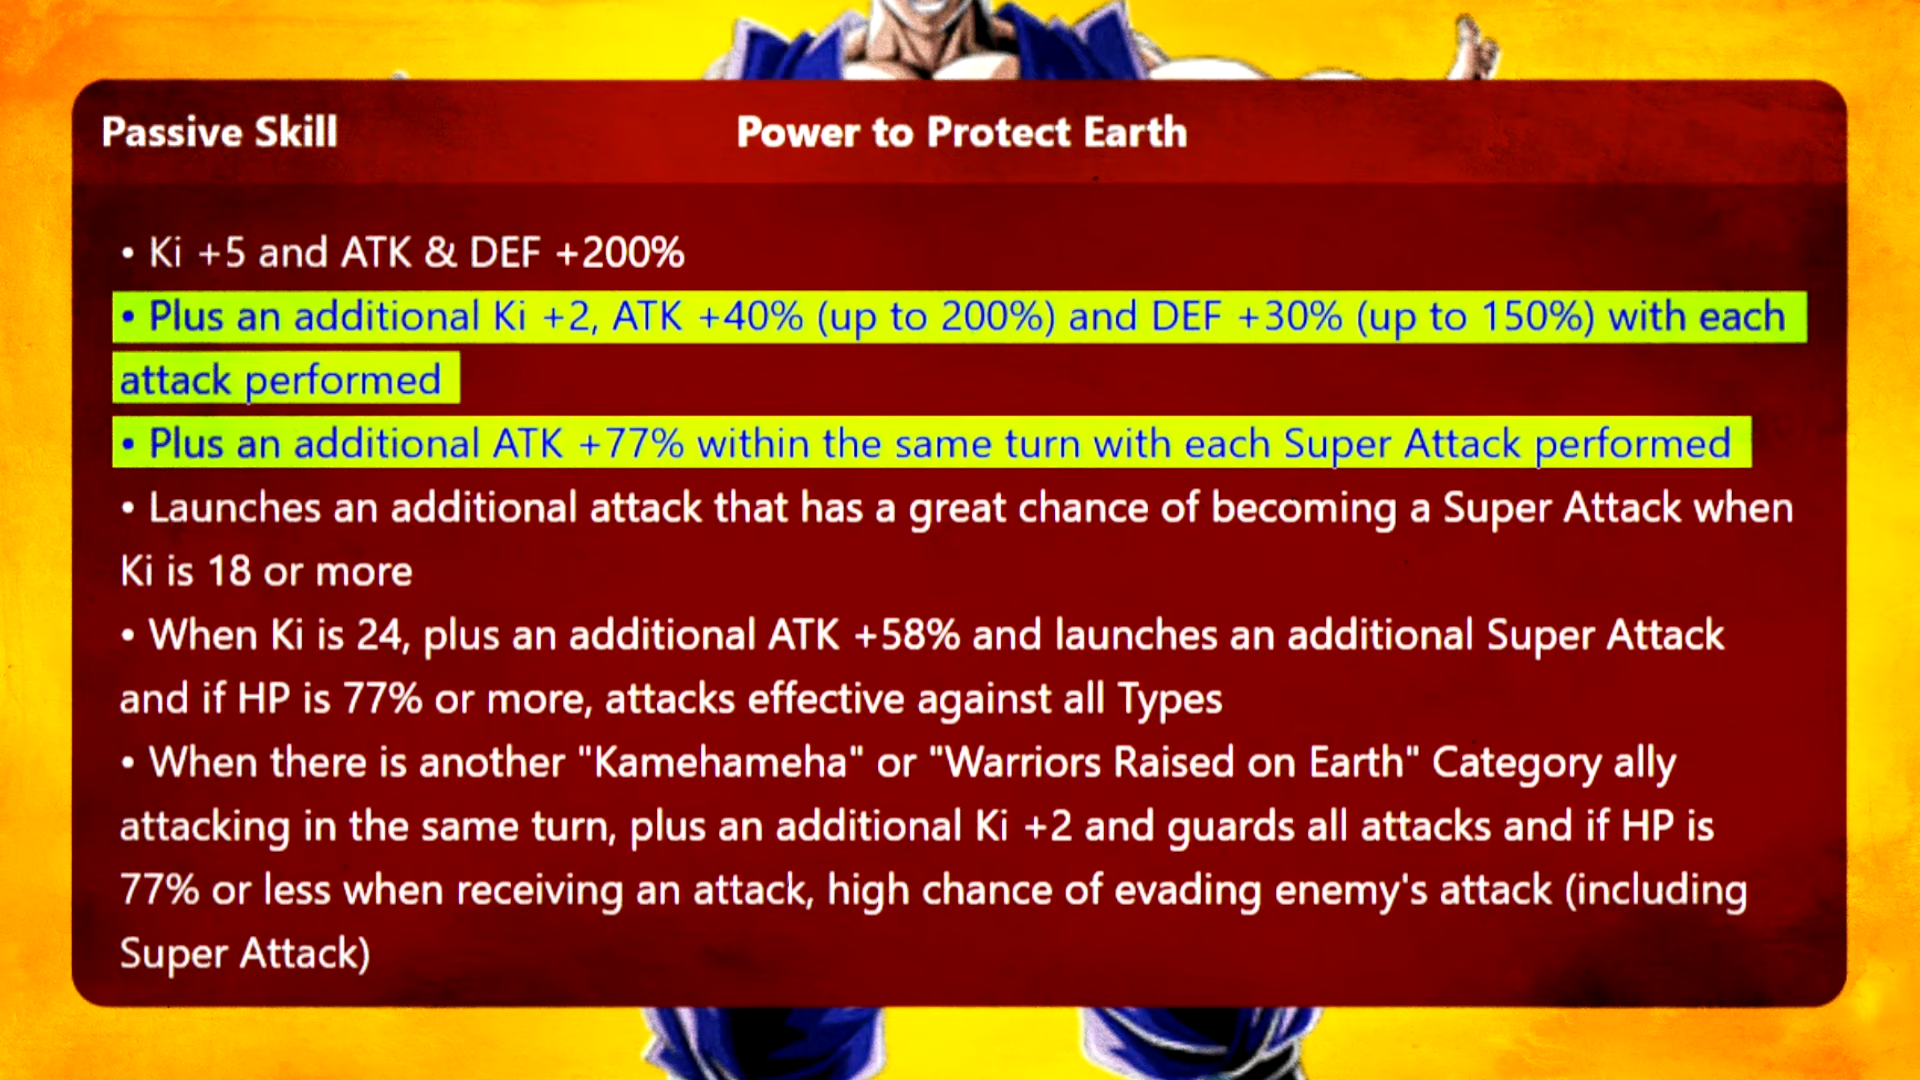 Passive Skill
Power to Protect Earth
• Ki +5 and ATK & DEF +200%
• Plus an additional Ki +2, ATK +40% (up to 200%) and DEF +30% (up to 150%) with each
attack performed
• Plus an additional ATK +77% within the same turn with each Super Attack performed
• Launches an additional attack that has a great chance of becoming a Super Attack when
Ki is 18 or more
• When Ki is 24, plus an additional ATK +58% and launches an additional Super Attack
and if HP is 77% or more, attacks effective against all Types
• When there is another "Kamehameha" or "Warriors Raised on Earth" Category ally
attacking in the same turn, plus an additional Ki +2 and guards all attacks and if HP is
77% or less when receiving an attack, high chance of evading enemy's attack (including
Super Attack)